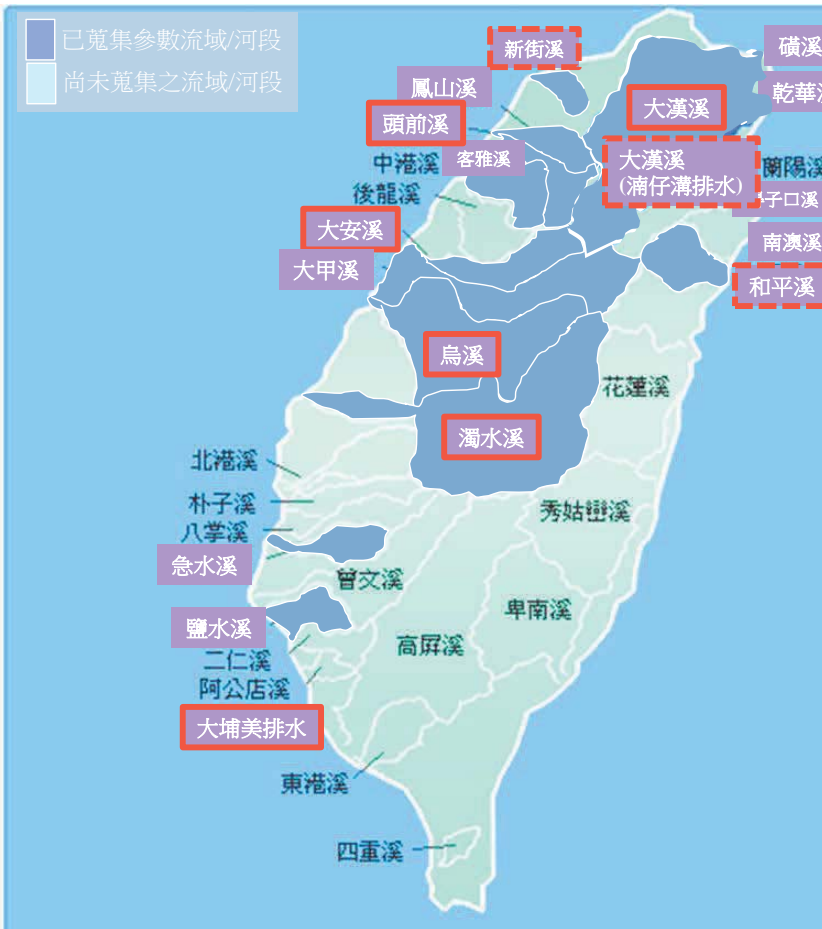 已蒐集參數流域/河段
尚未蒐集之流域/河段
新街溪
磺溪
鳳山溪
乾華
大漢溪
頭前溪
中港溪
客雅溪
大漢溪
(湳仔溝排水)
蘭陽溪
後龍溪
子口溪
大安溪
南澳溪
大甲溪
和平溪
烏溪
花蓮溪
濁水溪
北港溪
朴子溪
秀姑巒溪
八掌溪
急水溪
曾文溪
卑南溪
鹽水溪
高屏溪
二仁溪
阿公店溪
大埔美排水
東港溪
四重溪